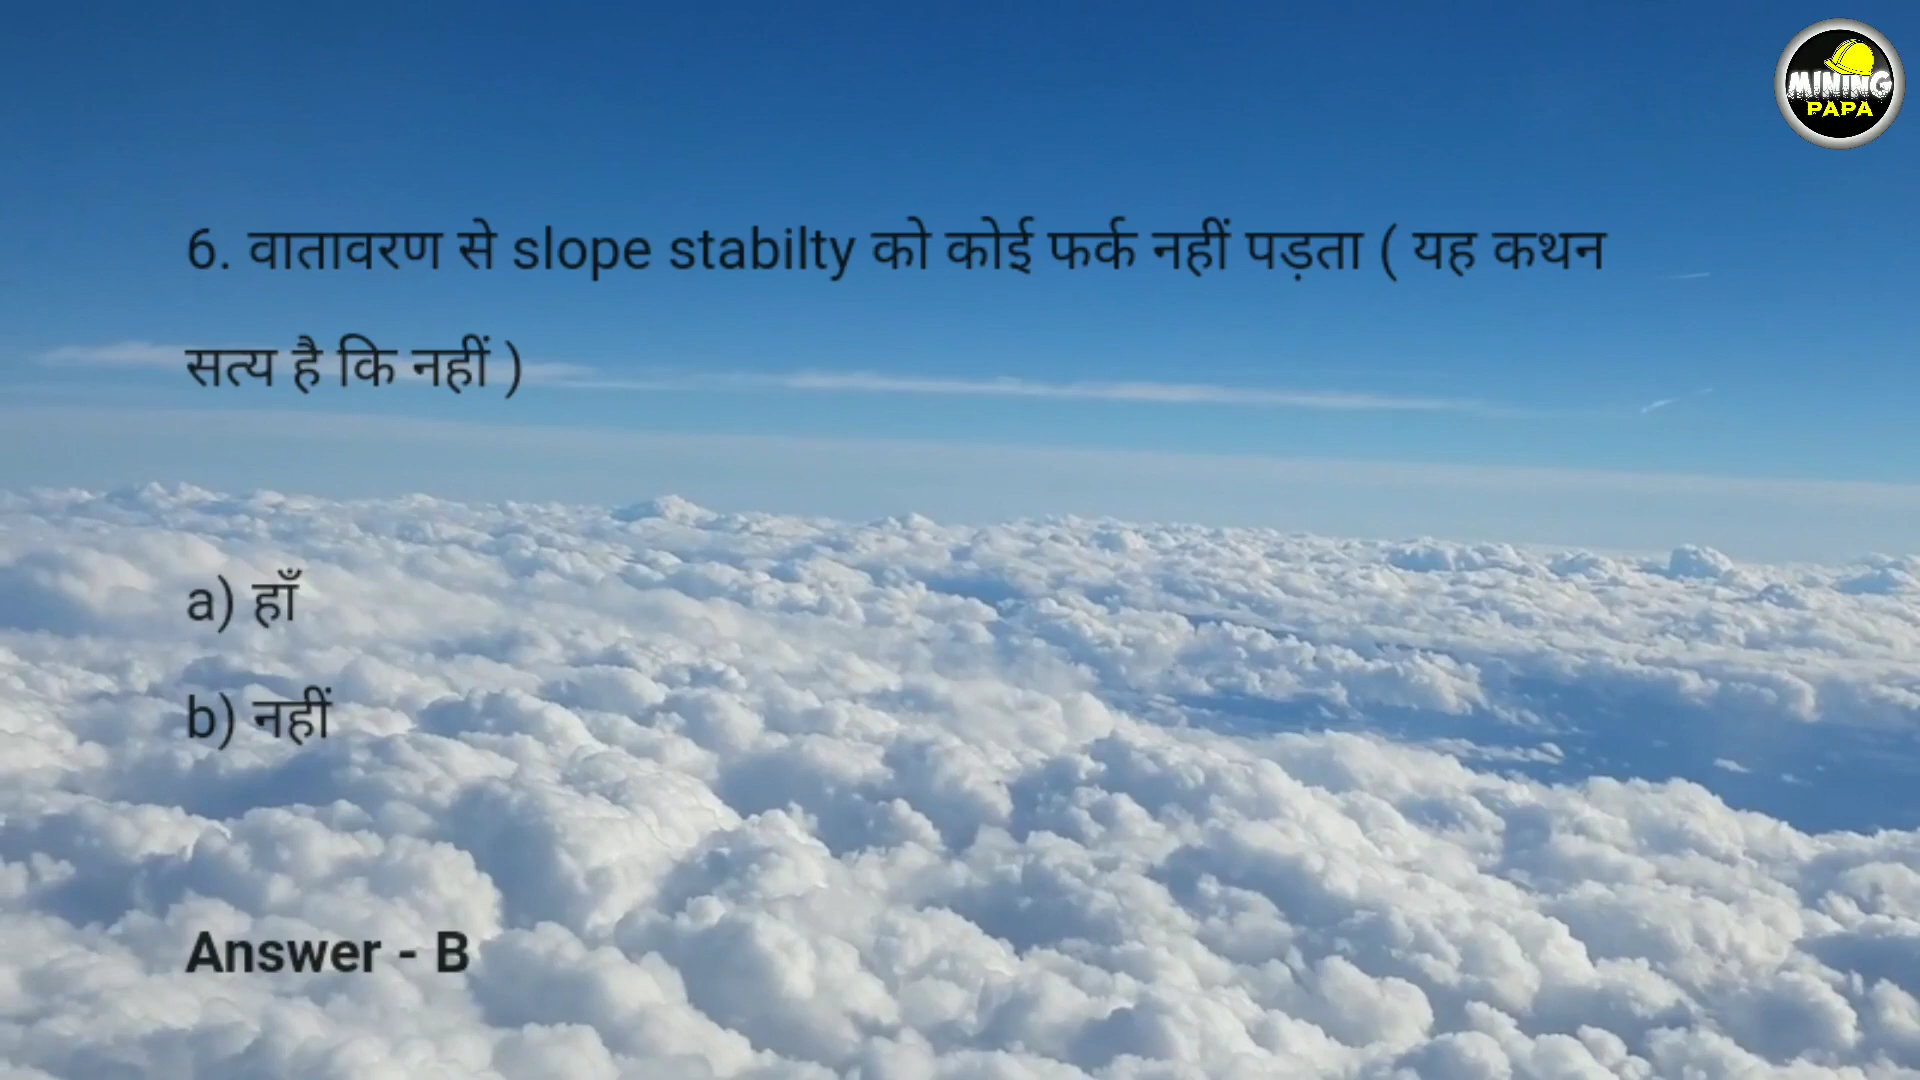 MINING
PAPA
6. वातावरण से slope stabilty को कोई फर्क नहीं पड़ता ( यह कथन
सत्य है कि नहीं )
a) हाँ
b) नहीं
Answer - B